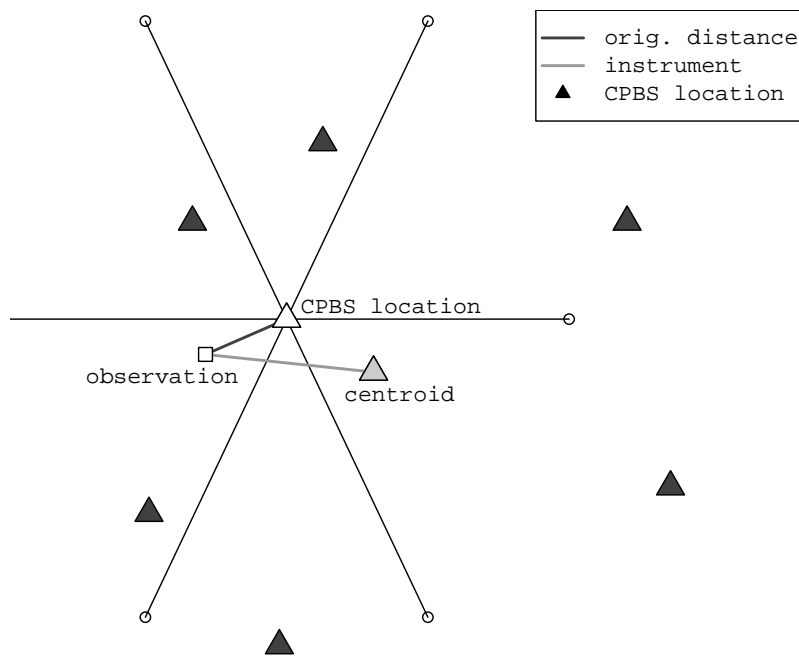 orig. distance
instrument
CPBS location
CPBS location
observation
centroid